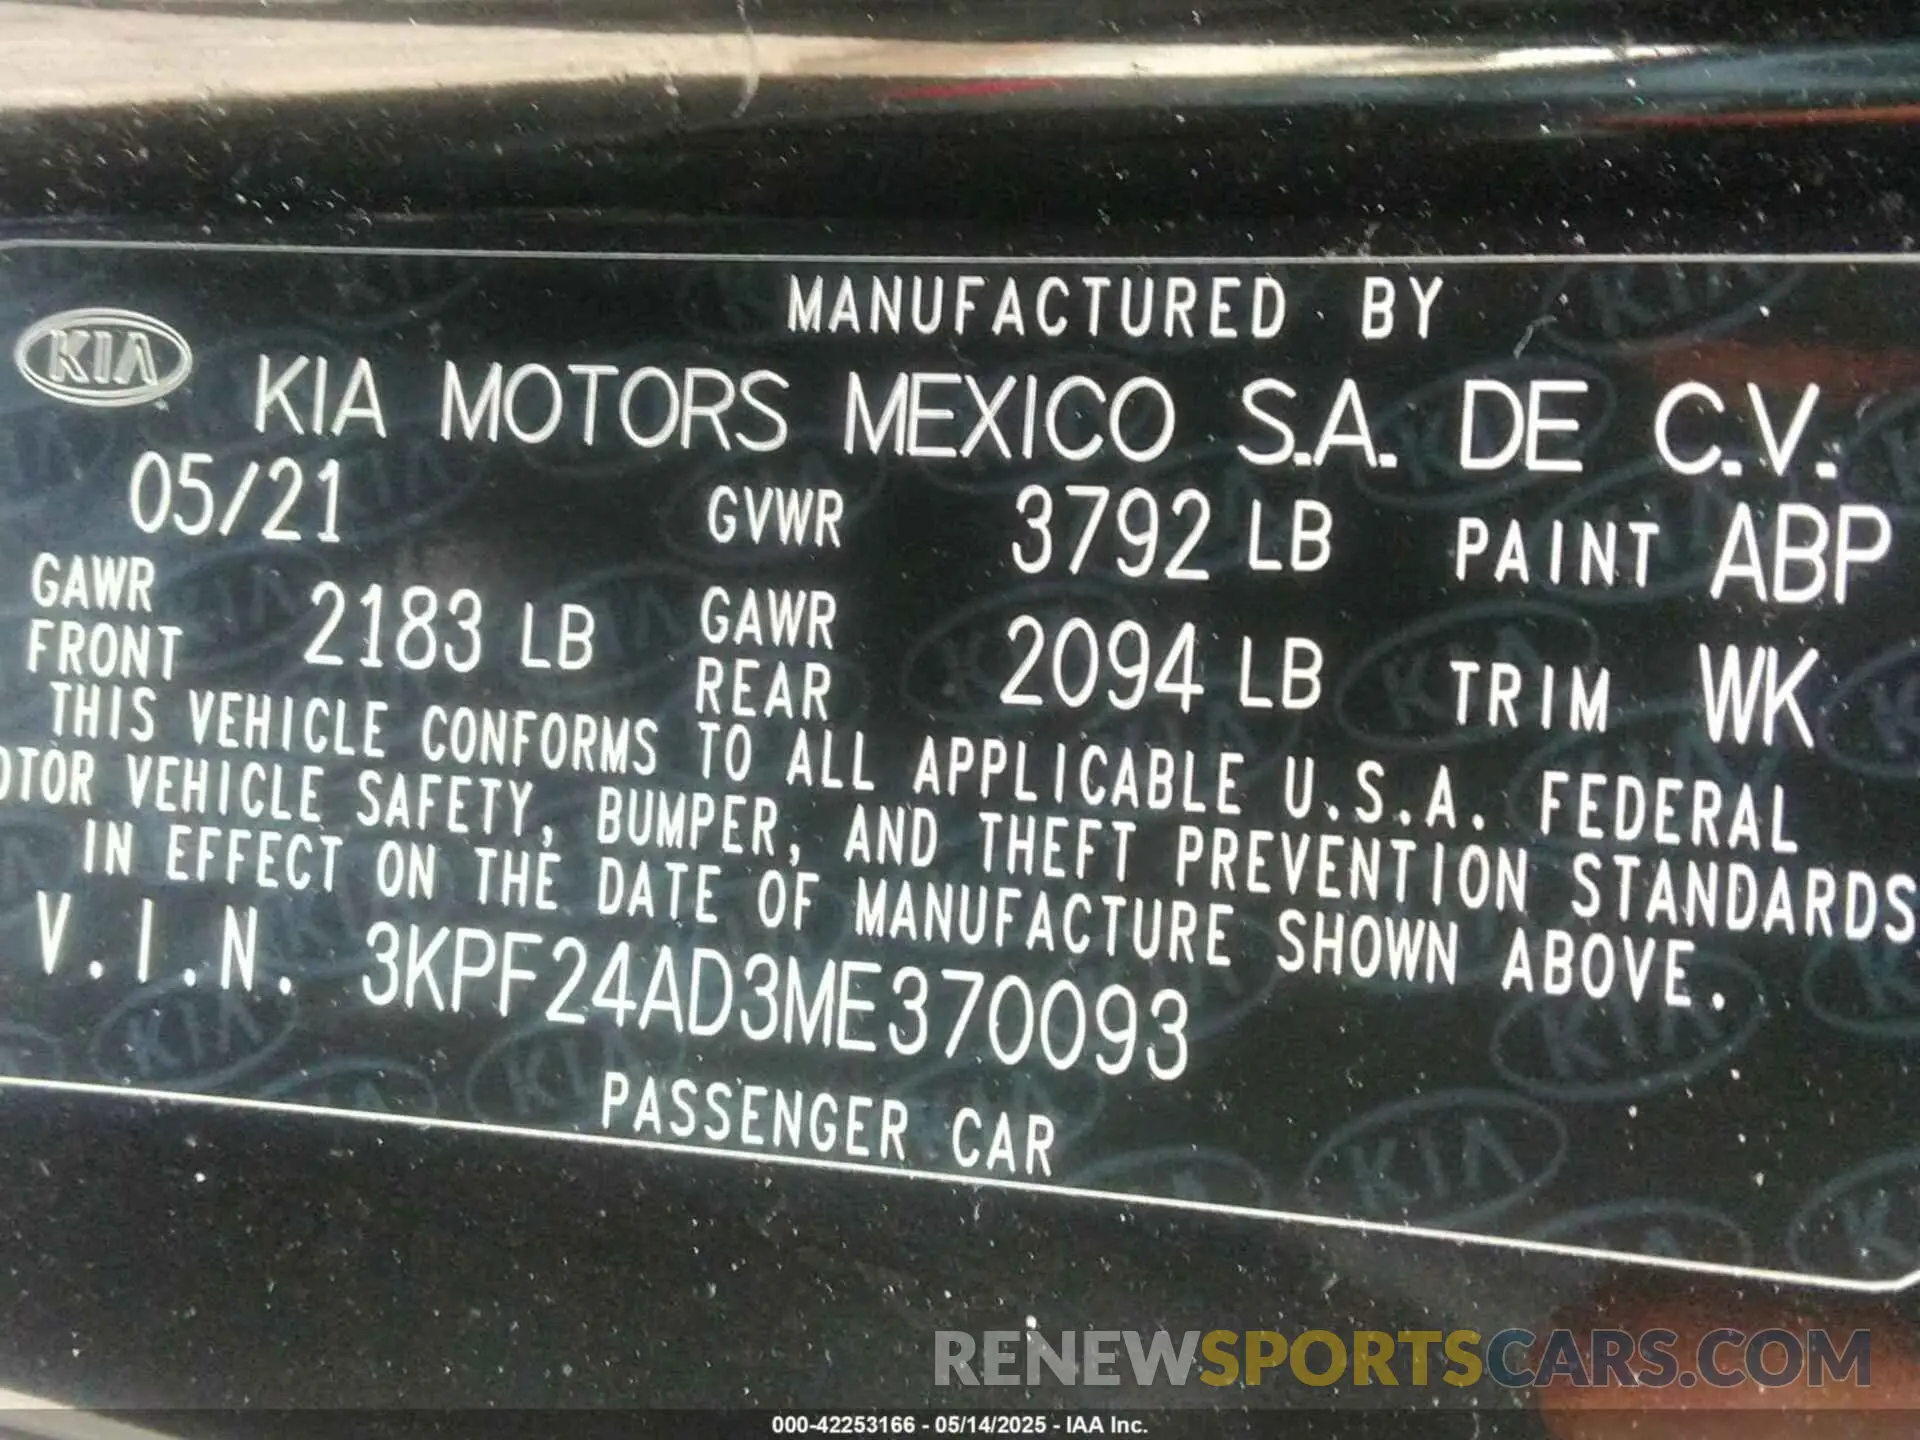 MANUFACTURED BY
KIA KIA MOTORS MEXICO S.A. DE C.V.
05/21 GVWR 3792 LB PAINT ABP
GAWR FRONT 2183 LB GAWR REAR 2094 LB TRIM WK
THIS VEHICLE CONFORMS TO ALL APPLICABLE U.S.A. FEDERAL
OTOR VEHICLE SAFETY, BUMPER, AND THEFT PREVENTION STANDARDS
IN EFFECT ON THE DATE OF MANUFACTURE SHOWN ABOVE.
V.I.N. 3KPF24AD3ME370093
PASSENGER CAR
RENEWSPORTSCARS.COM
000-42253166 - 05/14/2025 - IAA Inc.